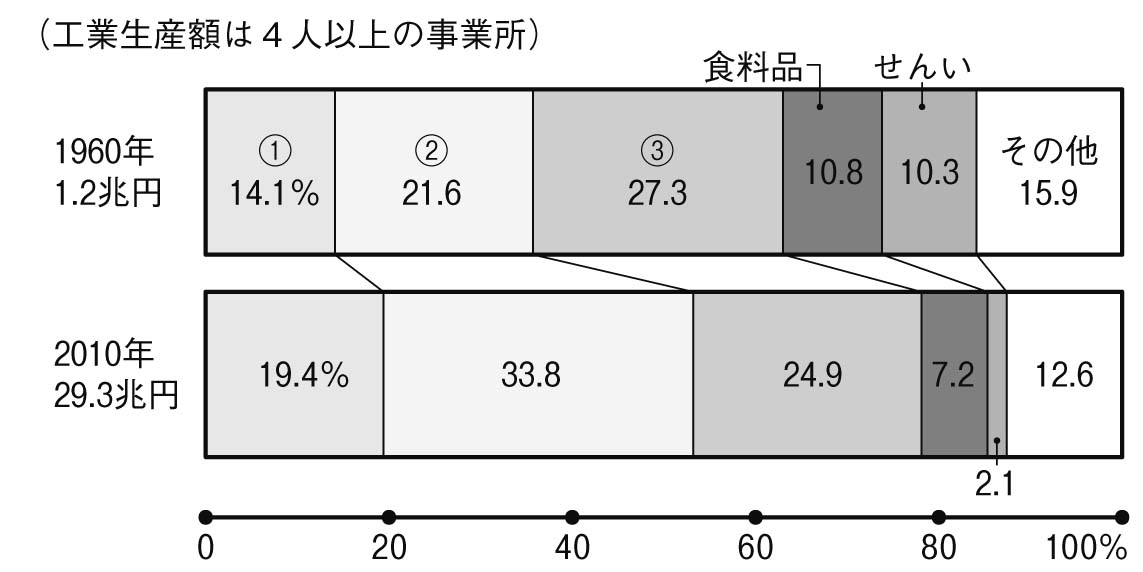 （工業生産額は４人以上の事業所）
食料品 せんい
1960年
1.2兆円
① ② ③ その他
14.1% 21.6 27.3 10.8 10.3 15.9
2010年
29.3兆円
19.4% 33.8 24.9 7.2 12.6
2.1
0 20 40 60 80 100%